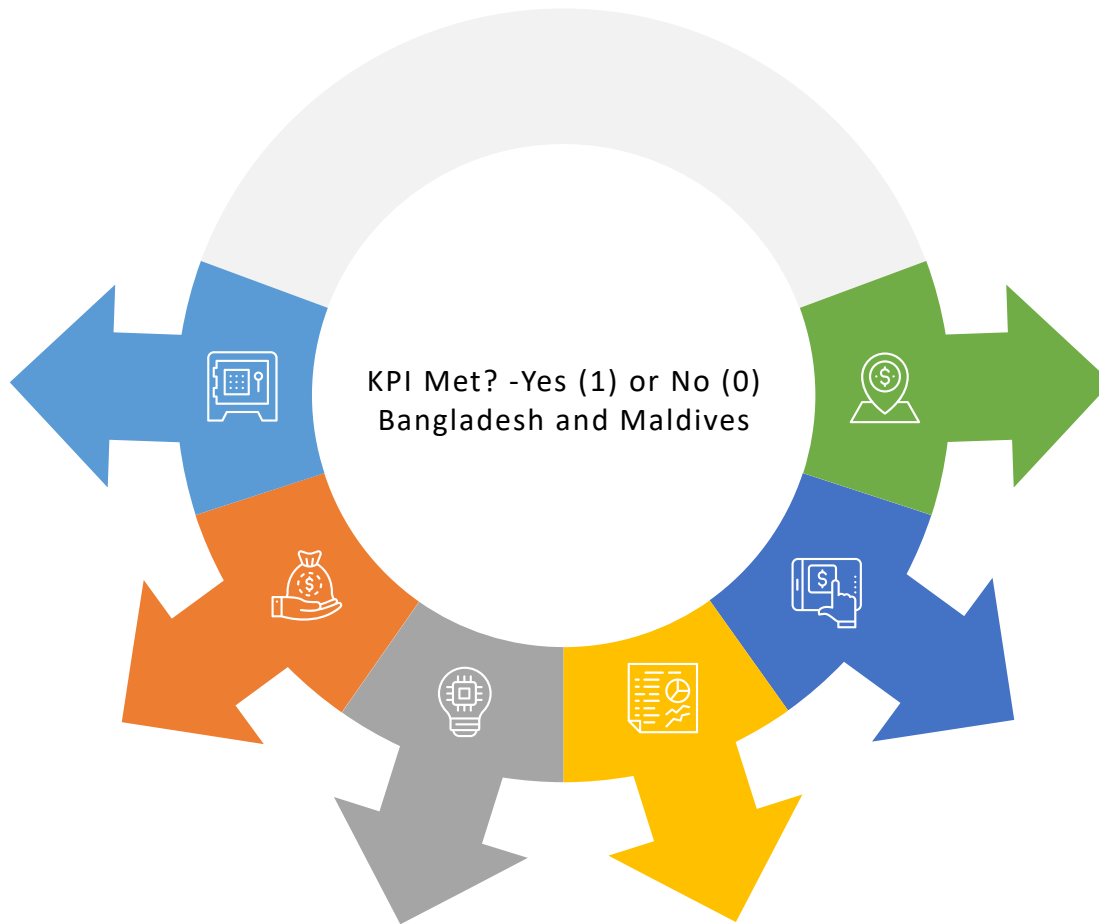 KPI Met? -Yes (1) or No (0)
Bangladesh and Maldives